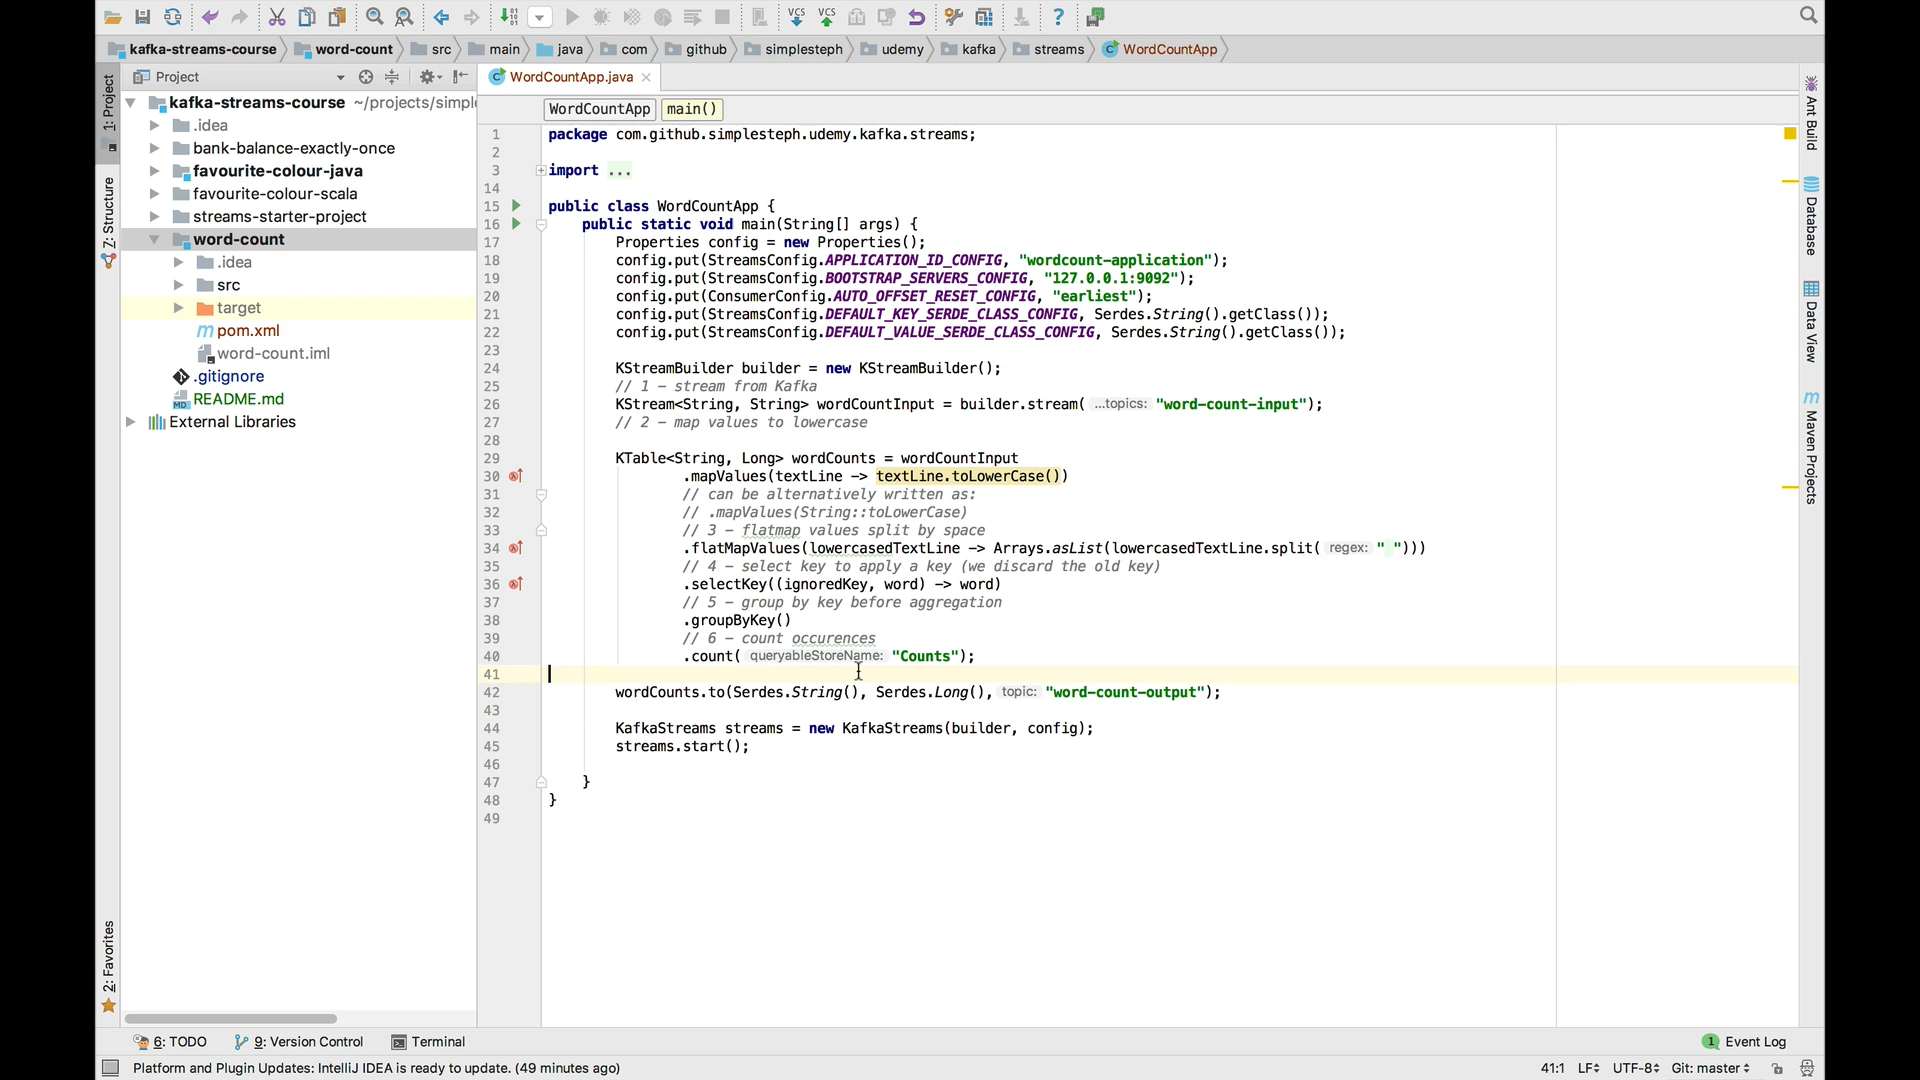 kafka-streams-course word-count src main java com github simplesteph udemy kafka streams WordCountApp
Project
WordCountApp.java
1: Project
Z: Structure
2: Favorites
kafka-streams-course ~/projects/simpl
.idea
bank-balance-exactly-once
favourite-colour-java
favourite-colour-scala
streams-starter-project
word-count
.idea
src
target
pom.xml
word-count.iml
.gitignore
README.md
External Libraries
WordCountApp main()
1 package com.github.simplesteph.udemy.kafka.streams;
2
3 import ...
14
15 public class WordCountApp {
16 public static void main(String[] args) {
17 Properties config = new Properties();
18 config.put(StreamsConfig.APPLICATION_ID_CONFIG, "wordcount-application");
19 config.put(StreamsConfig.BOOTSTRAP_SERVERS_CONFIG, "127.0.0.1:9092");
20 config.put(ConsumerConfig.AUTO_OFFSET_RESET_CONFIG, "earliest");
21 config.put(StreamsConfig.DEFAULT_KEY_SERDE_CLASS_CONFIG, Serdes.String().getClass());
22 config.put(StreamsConfig.DEFAULT_VALUE_SERDE_CLASS_CONFIG, Serdes.String().getClass());
23
24 KStreamBuilder builder = new KStreamBuilder();
25 // 1 - stream from Kafka
26 KStream<String, String> wordCountInput = builder.stream( ...topics: "word-count-input");
27 // 2 - map values to lowercase
28
29 KTable<String, Long> wordCounts = wordCountInput
30 .mapValues(textLine -> textLine.toLowerCase())
31 // can be alternatively written as:
32 // .mapValues(String::toLowerCase)
33 // 3 - flatmap values split by space
34 .flatMapValues(lowercasedTextLine -> Arrays.asList(lowercasedTextLine.split( regex: " ")))
35 // 4 - select key to apply a key (we discard the old key)
36 .selectKey((ignoredKey, word) -> word)
37 // 5 - group by key before aggregation
38 .groupByKey()
39 // 6 - count occurences
40 .count( queryableStoreName: "Counts");
41
42 wordCounts.to(Serdes.String(), Serdes.Long(), topic: "word-count-output");
43
44 KafkaStreams streams = new KafkaStreams(builder, config);
45 streams.start();
46
47 }
48 }
49
Ant Build
Database
Data View
Maven Projects
6: TODO 9: Version Control Terminal 1 Event Log
Platform and Plugin Updates: IntelliJ IDEA is ready to update. (49 minutes ago) 41:1 LF UTF-8 Git: master